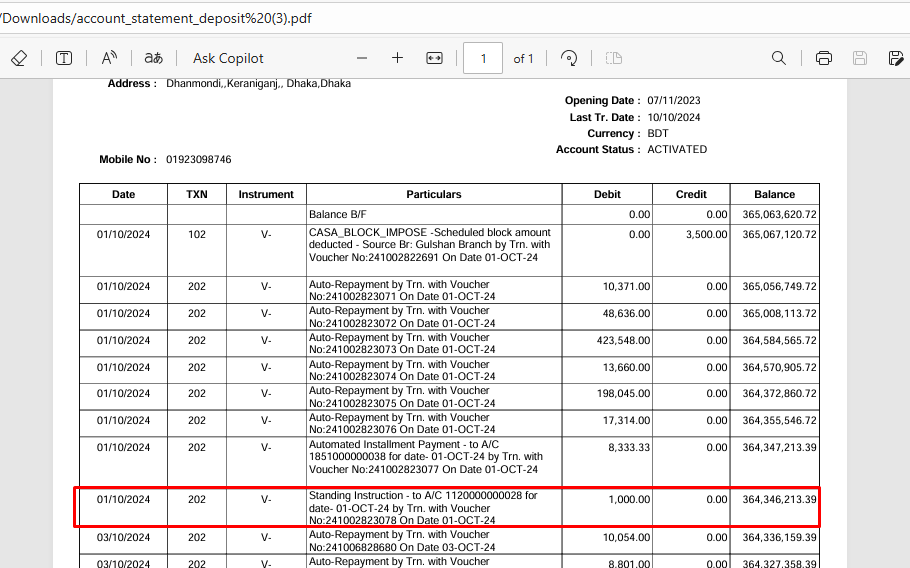 /Downloads/account_statement_deposit%20(3).pdf
Ask Copilot 1 of 1
Address : Dhanmondi,,Keraniganj,, Dhaka,Dhaka
Opening Date : 07/11/2023
Last Tr. Date : 10/10/2024
Currency : BDT
Account Status : ACTIVATED
Mobile No : 01923098746
Date TXN Instrument Particulars Debit Credit Balance
Balance B/F 0.00 0.00 365,063,620.72
01/10/2024 102 V- CASA_BLOCK_IMPOSE -Scheduled block amount 0.00 3,500.00 365,067,120.72
deducted - Source Br: Gulshan Branch by Trn. with
Voucher No:241002822691 On Date 01-OCT-24
01/10/2024 202 V- Auto-Repayment by Trn. with Voucher 10,371.00 0.00 365,056,749.72
No:241002823071 On Date 01-OCT-24
01/10/2024 202 V- Auto-Repayment by Trn. with Voucher 48,636.00 0.00 365,008,113.72
No:241002823072 On Date 01-OCT-24
01/10/2024 202 V- Auto-Repayment by Trn. with Voucher 423,548.00 0.00 364,584,565.72
No:241002823073 On Date 01-OCT-24
01/10/2024 202 V- Auto-Repayment by Trn. with Voucher 13,660.00 0.00 364,570,905.72
No:241002823074 On Date 01-OCT-24
01/10/2024 202 V- Auto-Repayment by Trn. with Voucher 198,045.00 0.00 364,372,860.72
No:241002823075 On Date 01-OCT-24
01/10/2024 202 V- Auto-Repayment by Trn. with Voucher 17,314.00 0.00 364,355,546.72
No:241002823076 On Date 01-OCT-24
01/10/2024 202 V- Automated Installment Payment - to A/C 8,333.33 0.00 364,347,213.39
1851000000038 for date- 01-OCT-24 by Trn. with
Voucher No:241002823077 On Date 01-OCT-24
01/10/2024 202 V- Standing Instruction - to A/C 1120000000028 for 1,000.00 0.00 364,346,213.39
date- 01-OCT-24 by Trn. with Voucher
No:241002823078 On Date 01-OCT-24
03/10/2024 202 V- Auto-Repayment by Trn. with Voucher 10,054.00 0.00 364,336,159.39
No:241006828680 On Date 03-OCT-24
03/10/2024 202 V- Auto-Repayment by Trn. with Voucher 8,801.00 0.00 364,327,358.39